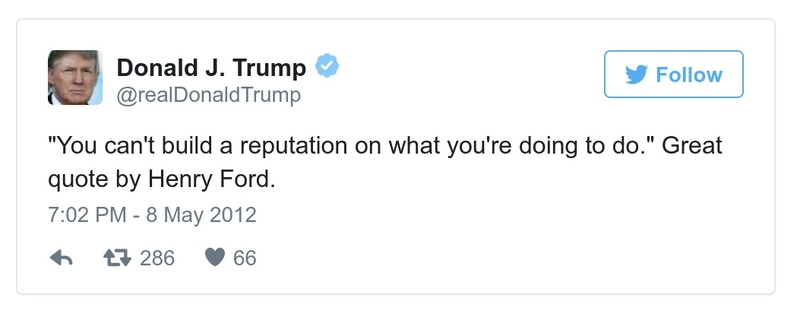 Donald J. Trump
@realDonaldTrump
Follow
"You can't build a reputation on what you're doing to do." Great
quote by Henry Ford.
7:02 PM - 8 May 2012
286 66